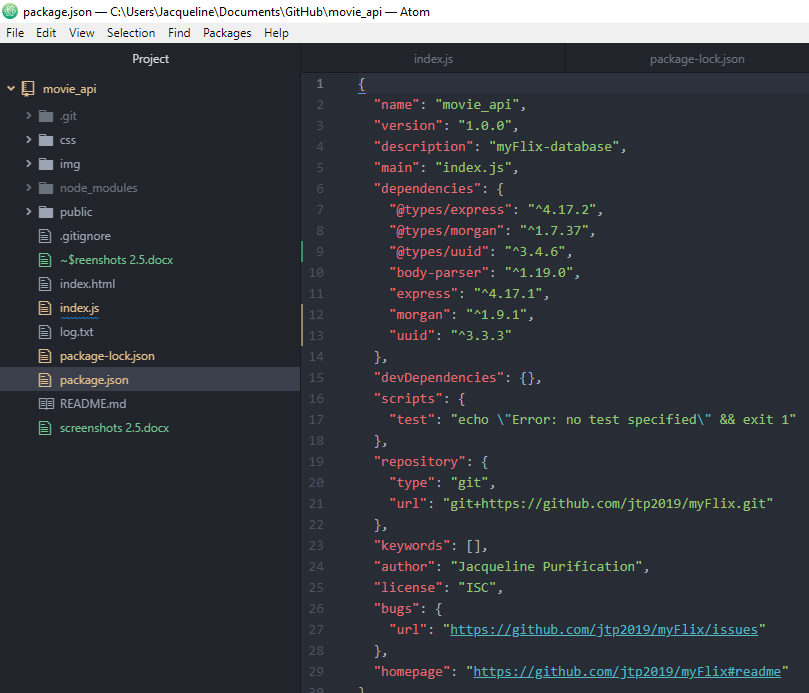 package.json — C:\Users\Jacqueline\Documents\GitHub\movie_api — Atom
File Edit View Selection Find Packages Help
Project
movie_api
.git
css
img
node_modules
public
.gitignore
~$reenshots 2.5.docx
index.html
index.js
log.txt
package-lock.json
package.json
README.md
screenshots 2.5.docx
index.js package-lock.json
1 {
2 "name": "movie_api",
3 "version": "1.0.0",
4 "description": "myFlix-database",
5 "main": "index.js",
6 "dependencies": {
7 "@types/express": "^4.17.2",
8 "@types/morgan": "^1.7.37",
9 "@types/uuid": "^3.4.6",
10 "body-parser": "^1.19.0",
11 "express": "^4.17.1",
12 "morgan": "^1.9.1",
13 "uuid": "^3.3.3"
14 },
15 "devDependencies": {},
16 "scripts": {
17 "test": "echo \"Error: no test specified\" && exit 1"
18 },
19 "repository": {
20 "type": "git",
21 "url": "git+https://github.com/jtp2019/myFlix.git"
22 },
23 "keywords": [],
24 "author": "Jacqueline Purification",
25 "license": "ISC",
26 "bugs": {
27 "url": "https://github.com/jtp2019/myFlix/issues"
28 },
29 "homepage": "https://github.com/jtp2019/myFlix#readme"
30 }